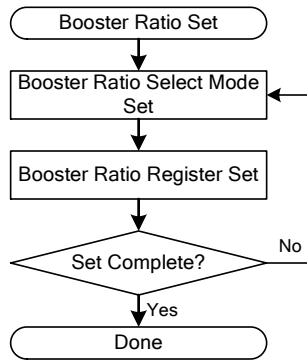 Booster Ratio Set
Booster Ratio Select Mode
Set
Booster Ratio Register Set
Set Complete?
No
Yes
Done